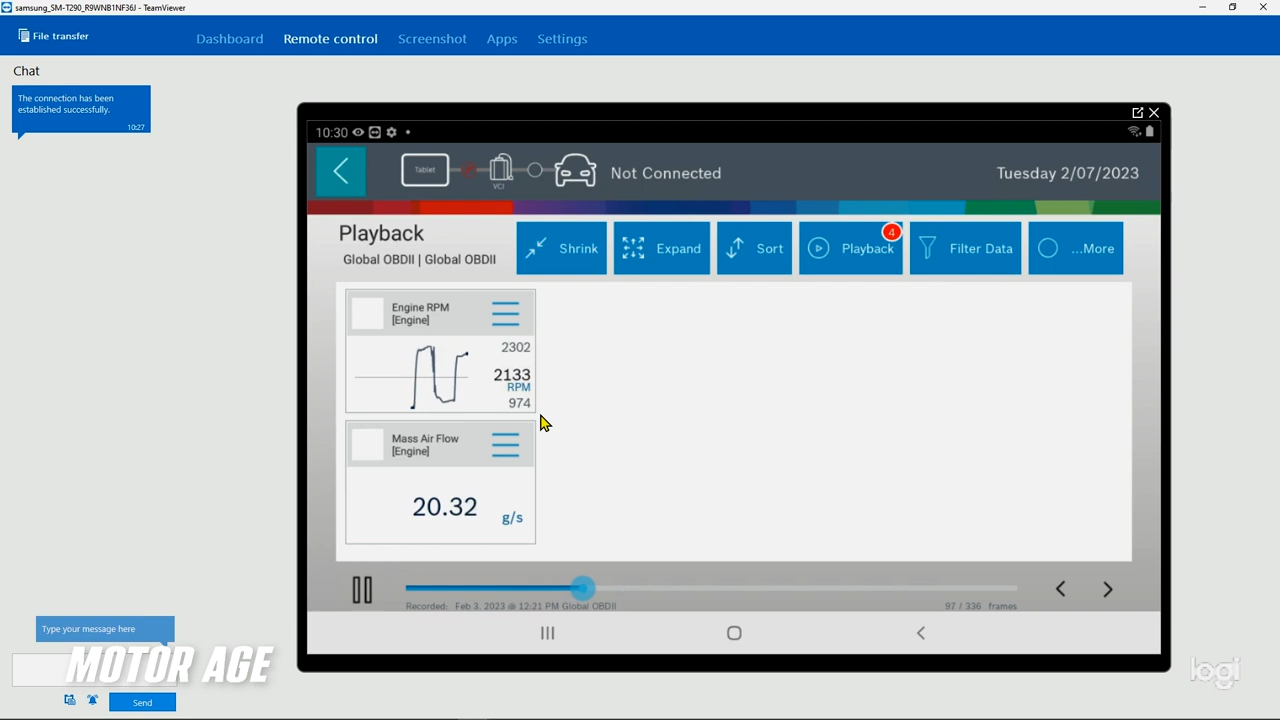 samsung_SM-T290_R9WNB1NF36J - TeamViewer
File transfer
Dashboard
Remote control
Screenshot
Apps
Settings
Chat
The connection has been
established successfully.
10:27
10:30
Tablet
VCI
Not Connected
Tuesday 2/07/2023
Playback
Global OBDII | Global OBDII
Shrink
Expand
Sort
Playback
4
Filter Data
...More
Engine RPM
[Engine]
2302
2133
RPM
974
Mass Air Flow
[Engine]
20.32
g/s
Recorded: Feb 3, 2023 @ 12:21 PM Global OBDII
97 / 336 frames
Type your message here
MOTOR AGE
Send
logi